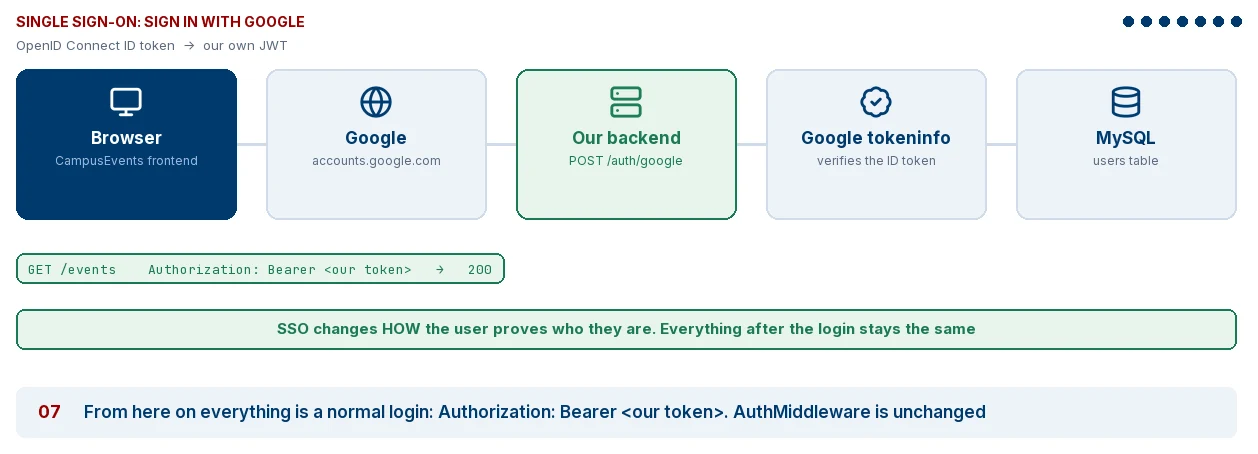 SINGLE SIGN-ON: SIGN IN WITH GOOGLE
OpenID Connect ID token → our own JWT
Browser
CampusEvents frontend
Google
accounts.google.com
Our backend
POST /auth/google
Google tokeninfo
verifies the ID token
MySQL
users table
GET /events Authorization: Bearer <our token> → 200
SSO changes HOW the user proves who they are. Everything after the login stays the same
07 From here on everything is a normal login: Authorization: Bearer <our token>. AuthMiddleware is unchanged